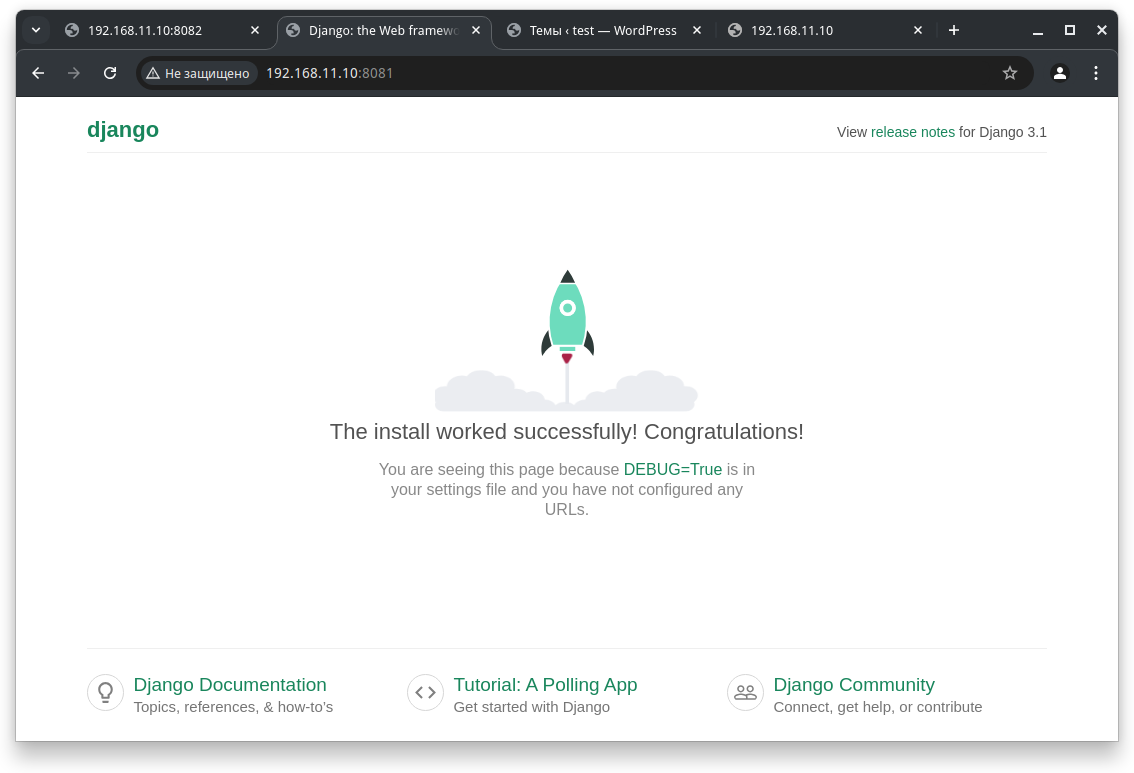 192.168.11.10:8082
Django: the Web framewo
Темы ‹ test — WordPress
192.168.11.10
Не защищено
192.168.11.10:8081
django
View release notes for Django 3.1
The install worked successfully! Congratulations!
You are seeing this page because DEBUG=True is in
your settings file and you have not configured any
URLs.
Django Documentation
Topics, references, & how-to's
Tutorial: A Polling App
Get started with Django
Django Community
Connect, get help, or contribute